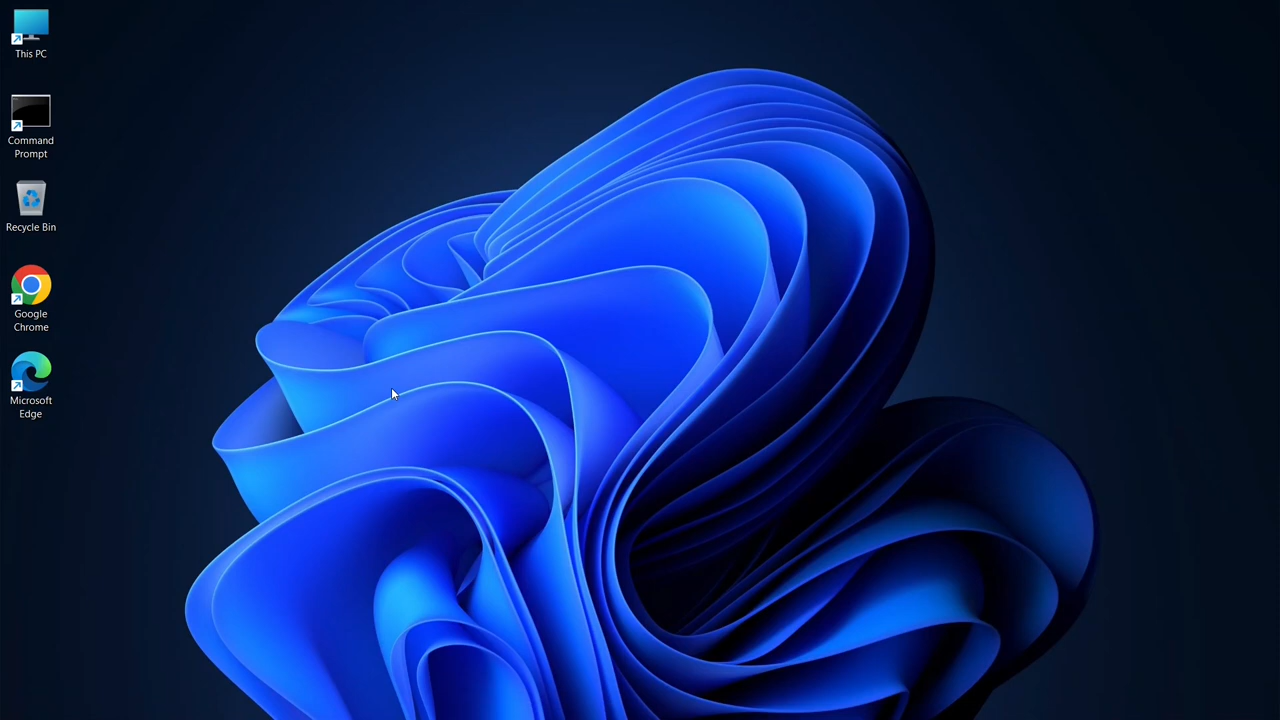 This PC
Command
Prompt
Recycle Bin
Google
Chrome
Microsoft
Edge